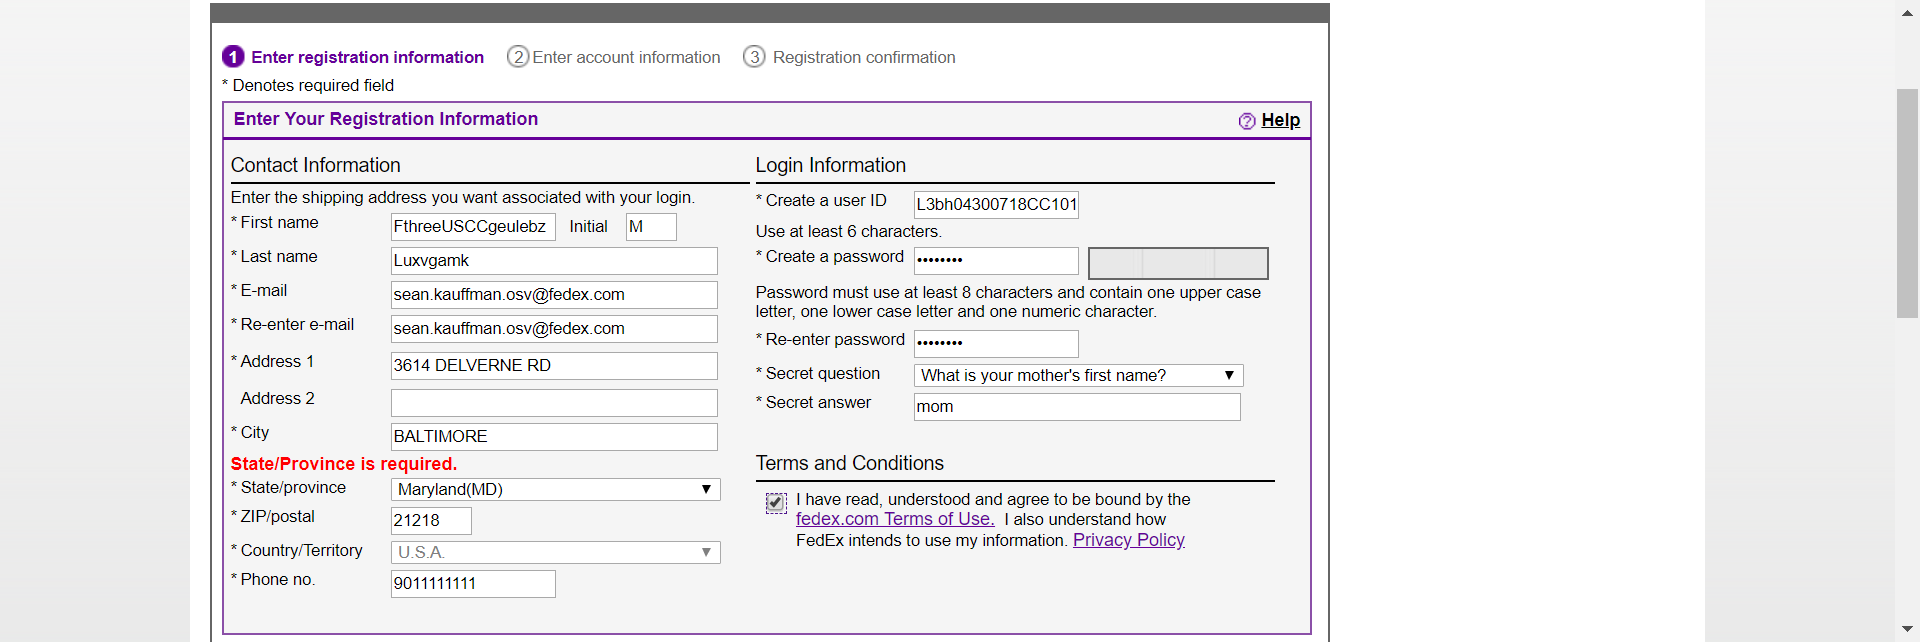 1 Enter registration information 2 Enter account information 3 Registration confirmation
* Denotes required field
Enter Your Registration Information
? Help
Contact Information
Enter the shipping address you want associated with your login.
* First name FthreeUSCCgeulebz Initial M
* Last name Luxvgamk
* E-mail sean.kauffman.osv@fedex.com
* Re-enter e-mail sean.kauffman.osv@fedex.com
* Address 1 3614 DELVERNE RD
Address 2
* City BALTIMORE
State/Province is required.
* State/province Maryland(MD)
* ZIP/postal 21218
* Country/Territory U.S.A.
* Phone no. 9011111111
Login Information
* Create a user ID L3bh04300718CC101
Use at least 6 characters.
* Create a password ••••••••
Password must use at least 8 characters and contain one upper case
letter, one lower case letter and one numeric character.
* Re-enter password ••••••••
* Secret question What is your mother's first name?
* Secret answer mom
Terms and Conditions
I have read, understood and agree to be bound by the
fedex.com Terms of Use. I also understand how
FedEx intends to use my information. Privacy Policy